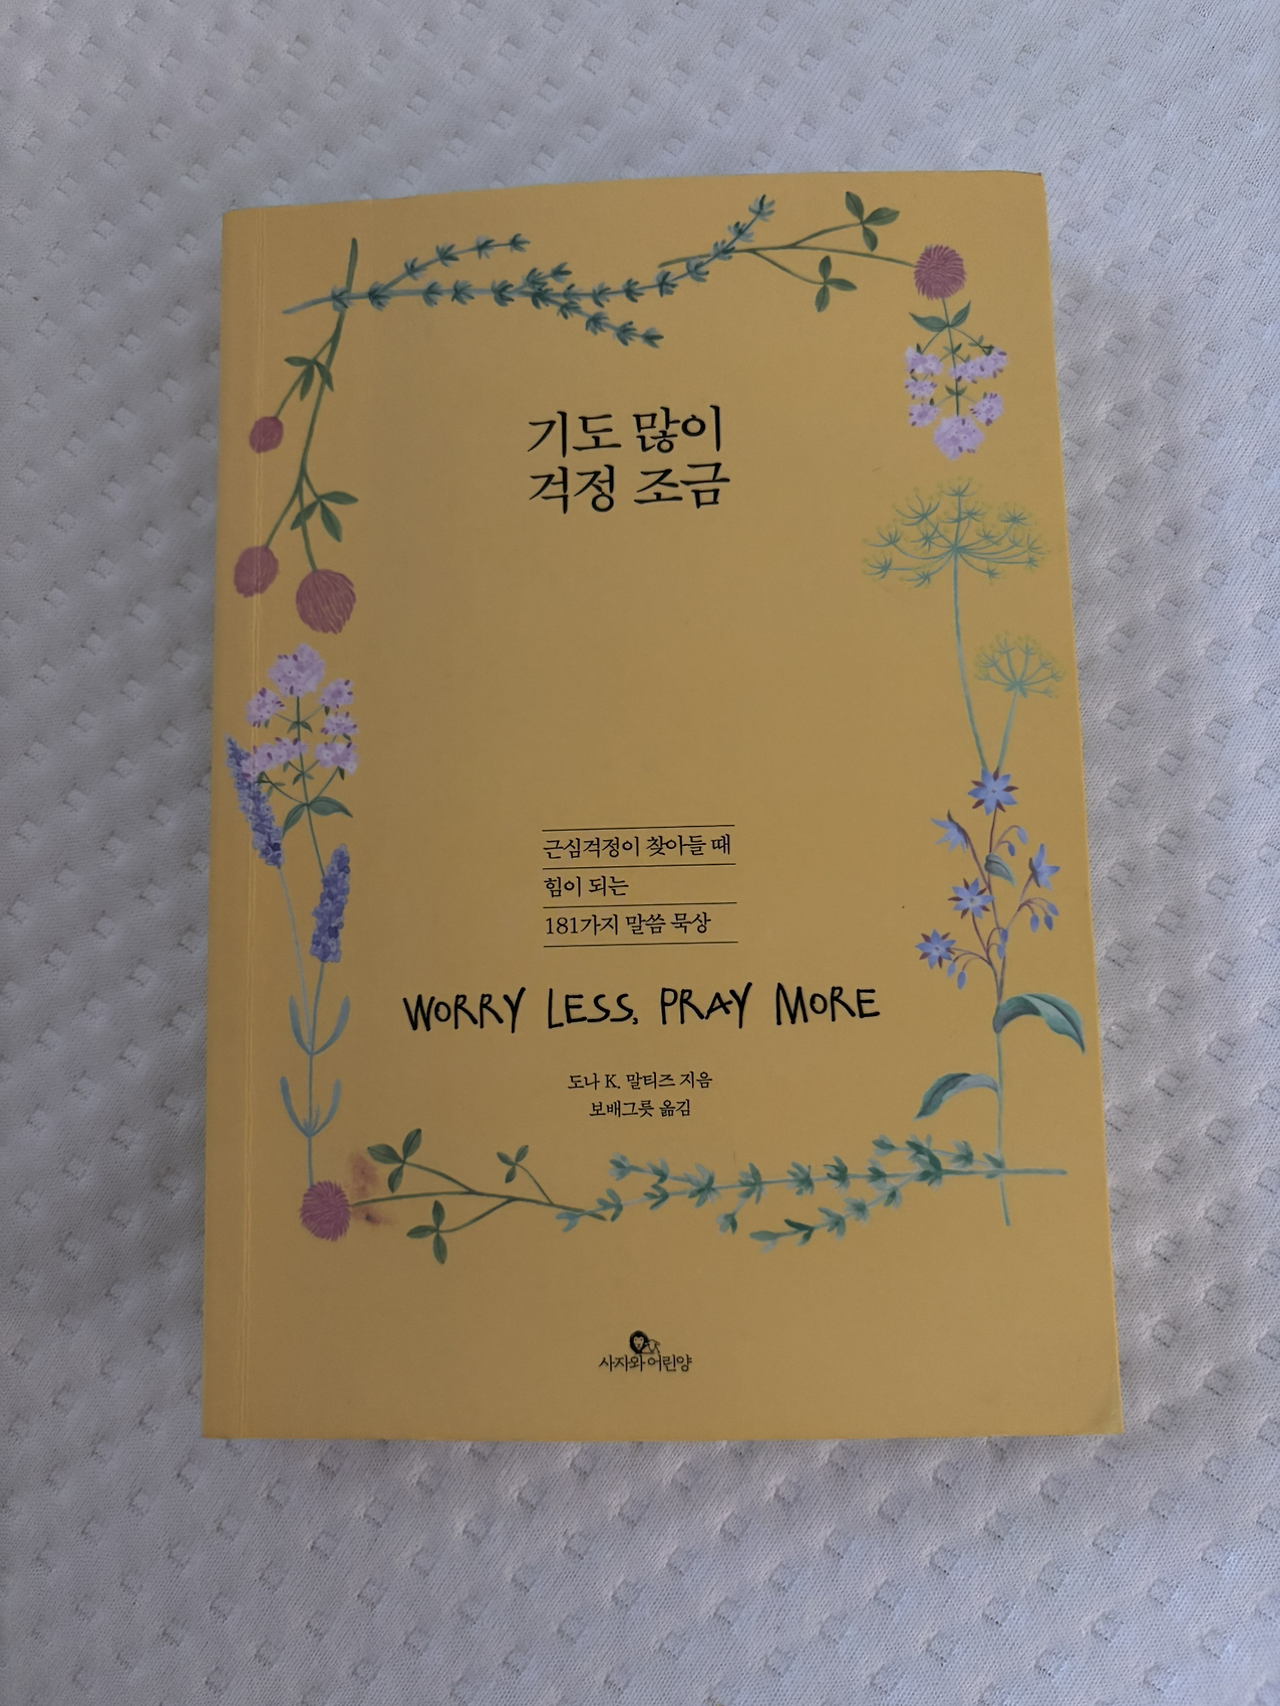 기도 많이
걱정 조금
근심걱정이 찾아들 때
힘이 되는
181가지 말씀 묵상
WORRY LESS, PRAY MORE
도나 K. 말티즈 지음
보배그릇 옮김
사자와 어린양